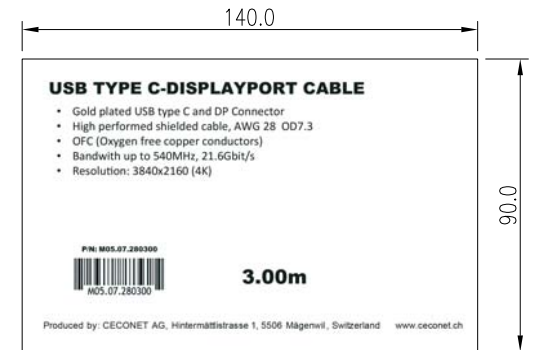 140.0
USB TYPE C-DISPLAYPORT CABLE
• Gold plated USB type C and DP Connector
• High performed shielded cable, AWG 28 OD7.3
• OFC (Oxygen free copper conductors)
• Bandwith up to 540MHz, 21.6Gbit/s
• Resolution: 3840x2160 (4K)
90.0
P/N: M05.07.280300
M05.07.280300
3.00m
Produced by: CECONET AG, Hintermättistrasse 1, 5506 Mägenwil, Switzerland www.ceconet.ch